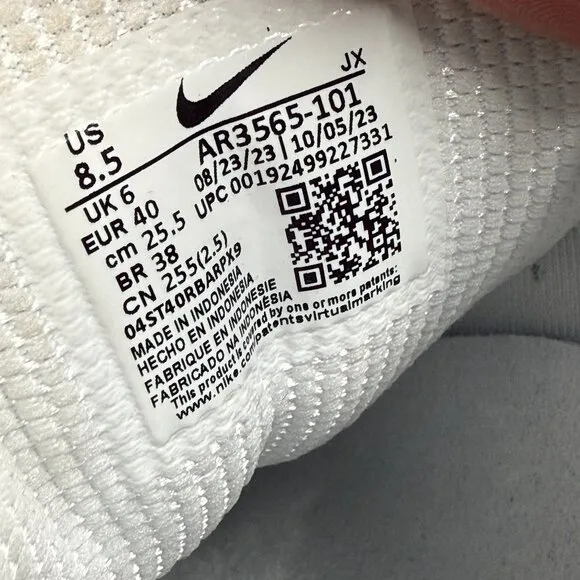 JX
US
8.5
AR3565-101
08/23/23 | 10/05/23
UPC 00192499227331
UK 6
EUR 40
cm 25.5
BR 38
CN 255(2.5)
04ST40RBARPX9
MADE IN INDONESIA
HECHO EN INDONESIA
FABRIQUE EN INDONESIE
FABRICADO NA INDONÉSIA
This product is covered by one or more patents:
www.nike.com/patentsvirtualmarking